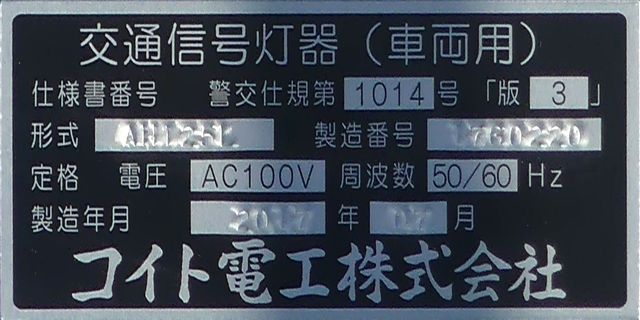 交通信号灯器（車両用）
仕様書番号 警交仕規第 1014 号 「版 3 」
形式 製造番号
定格 電圧 AC100V 周波数 50/60 Hz
製造年月 2017 年 07 月
コイト電工株式会社